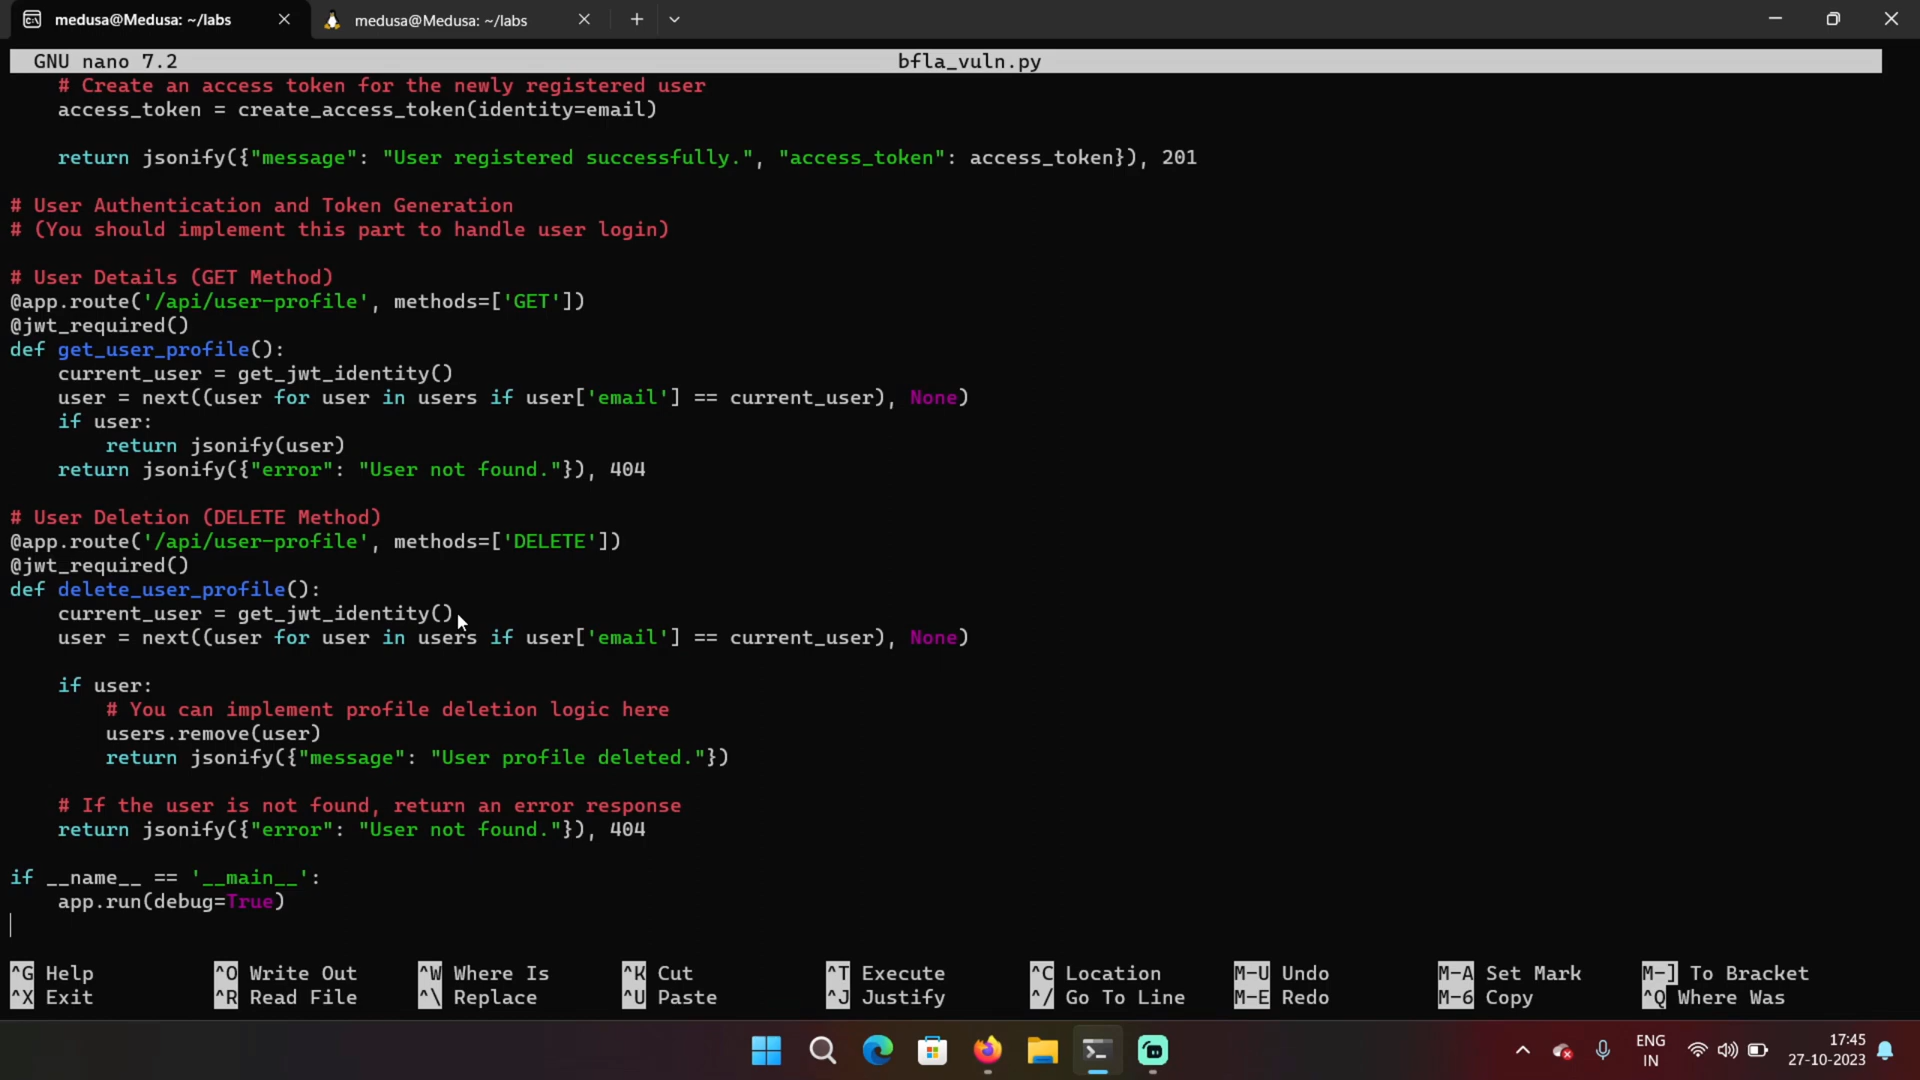 medusa@Medusa: ~/labs
medusa@Medusa: ~/labs
GNU nano 7.2 bfla_vuln.py
# Create an access token for the newly registered user
access_token = create_access_token(identity=email)
return jsonify({"message": "User registered successfully.", "access_token": access_token}), 201
# User Authentication and Token Generation
# (You should implement this part to handle user login)
# User Details (GET Method)
@app.route('/api/user-profile', methods=['GET'])
@jwt_required()
def get_user_profile():
current_user = get_jwt_identity()
user = next((user for user in users if user['email'] == current_user), None)
if user:
return jsonify(user)
return jsonify({"error": "User not found."}), 404
# User Deletion (DELETE Method)
@app.route('/api/user-profile', methods=['DELETE'])
@jwt_required()
def delete_user_profile():
current_user = get_jwt_identity()
user = next((user for user in users if user['email'] == current_user), None)
if user:
# You can implement profile deletion logic here
users.remove(user)
return jsonify({"message": "User profile deleted."})
# If the user is not found, return an error response
return jsonify({"error": "User not found."}), 404
if __name__ == '__main__':
app.run(debug=True)
^G Help ^O Write Out ^W Where Is ^K Cut ^T Execute ^C Location M-U Undo M-A Set Mark M-] To Bracket
^X Exit ^R Read File ^\ Replace ^U Paste ^J Justify ^/ Go To Line M-E Redo M-6 Copy ^Q Where Was
ENG
IN
17:45
27-10-2023